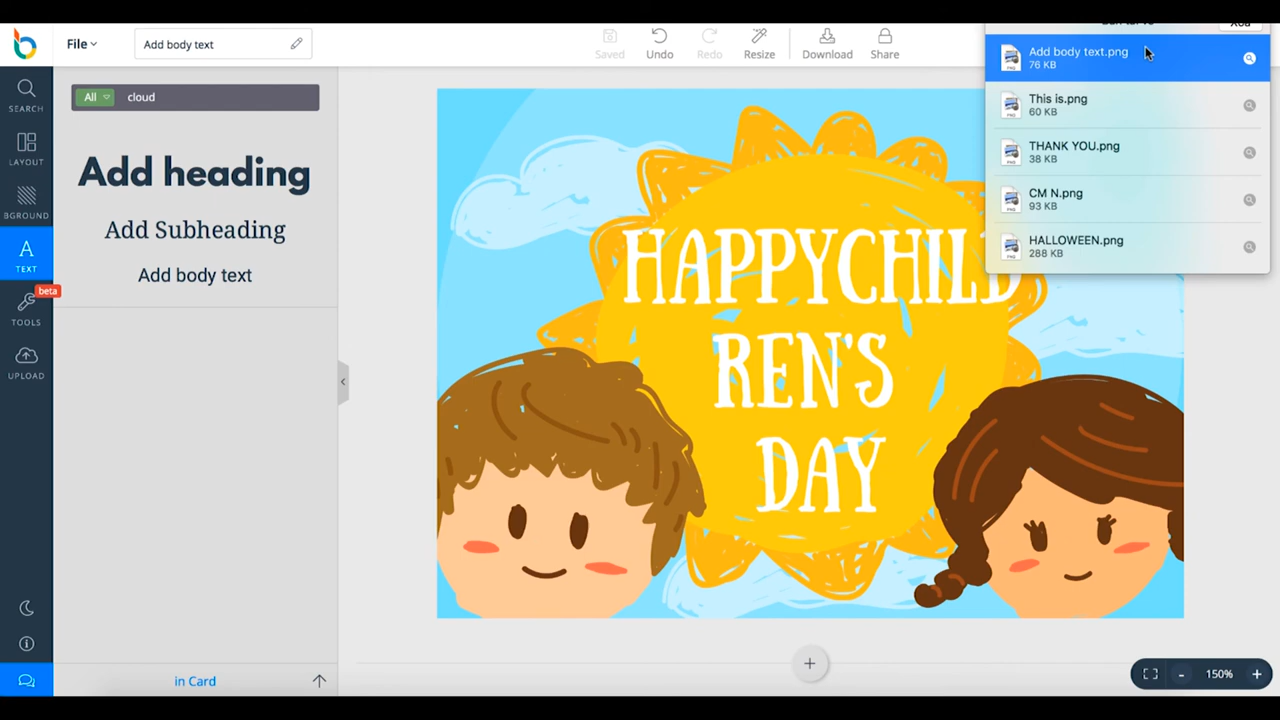 File
Add body text
Saved
Undo
Redo
Resize
Download
Share
Add body text.png
76 KB
This is.png
60 KB
THANK YOU.png
38 KB
CM N.png
93 KB
HALLOWEEN.png
288 KB
SEARCH
LAYOUT
BGROUND
TEXT
beta
TOOLS
UPLOAD
All cloud
Add heading
Add Subheading
Add body text
in Card
HAPPYCHILD
REN'S
DAY
150%